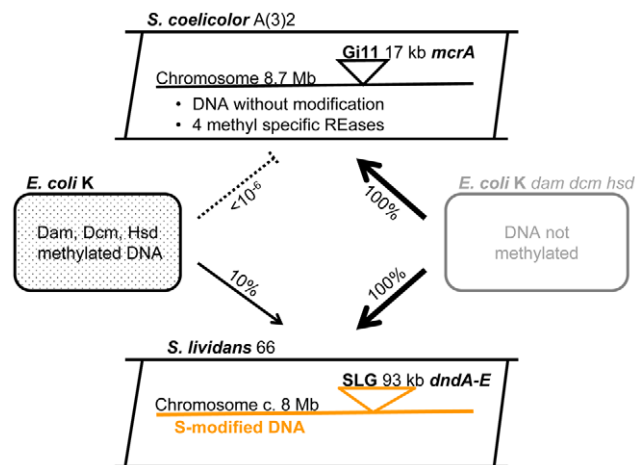 S. coelicolor A(3)2
Gi11 17 kb mcrA
Chromosome 8.7 Mb
• DNA without modification
• 4 methyl specific REases
E. coli K
E. coli K dam dcm hsd
<10-6
100%
Dam, Dcm, Hsd
methylated DNA
DNA not
methylated
10%
100%
S. lividans 66
SLG 93 kb dndA-E
Chromosome c. 8 Mb
S-modified DNA